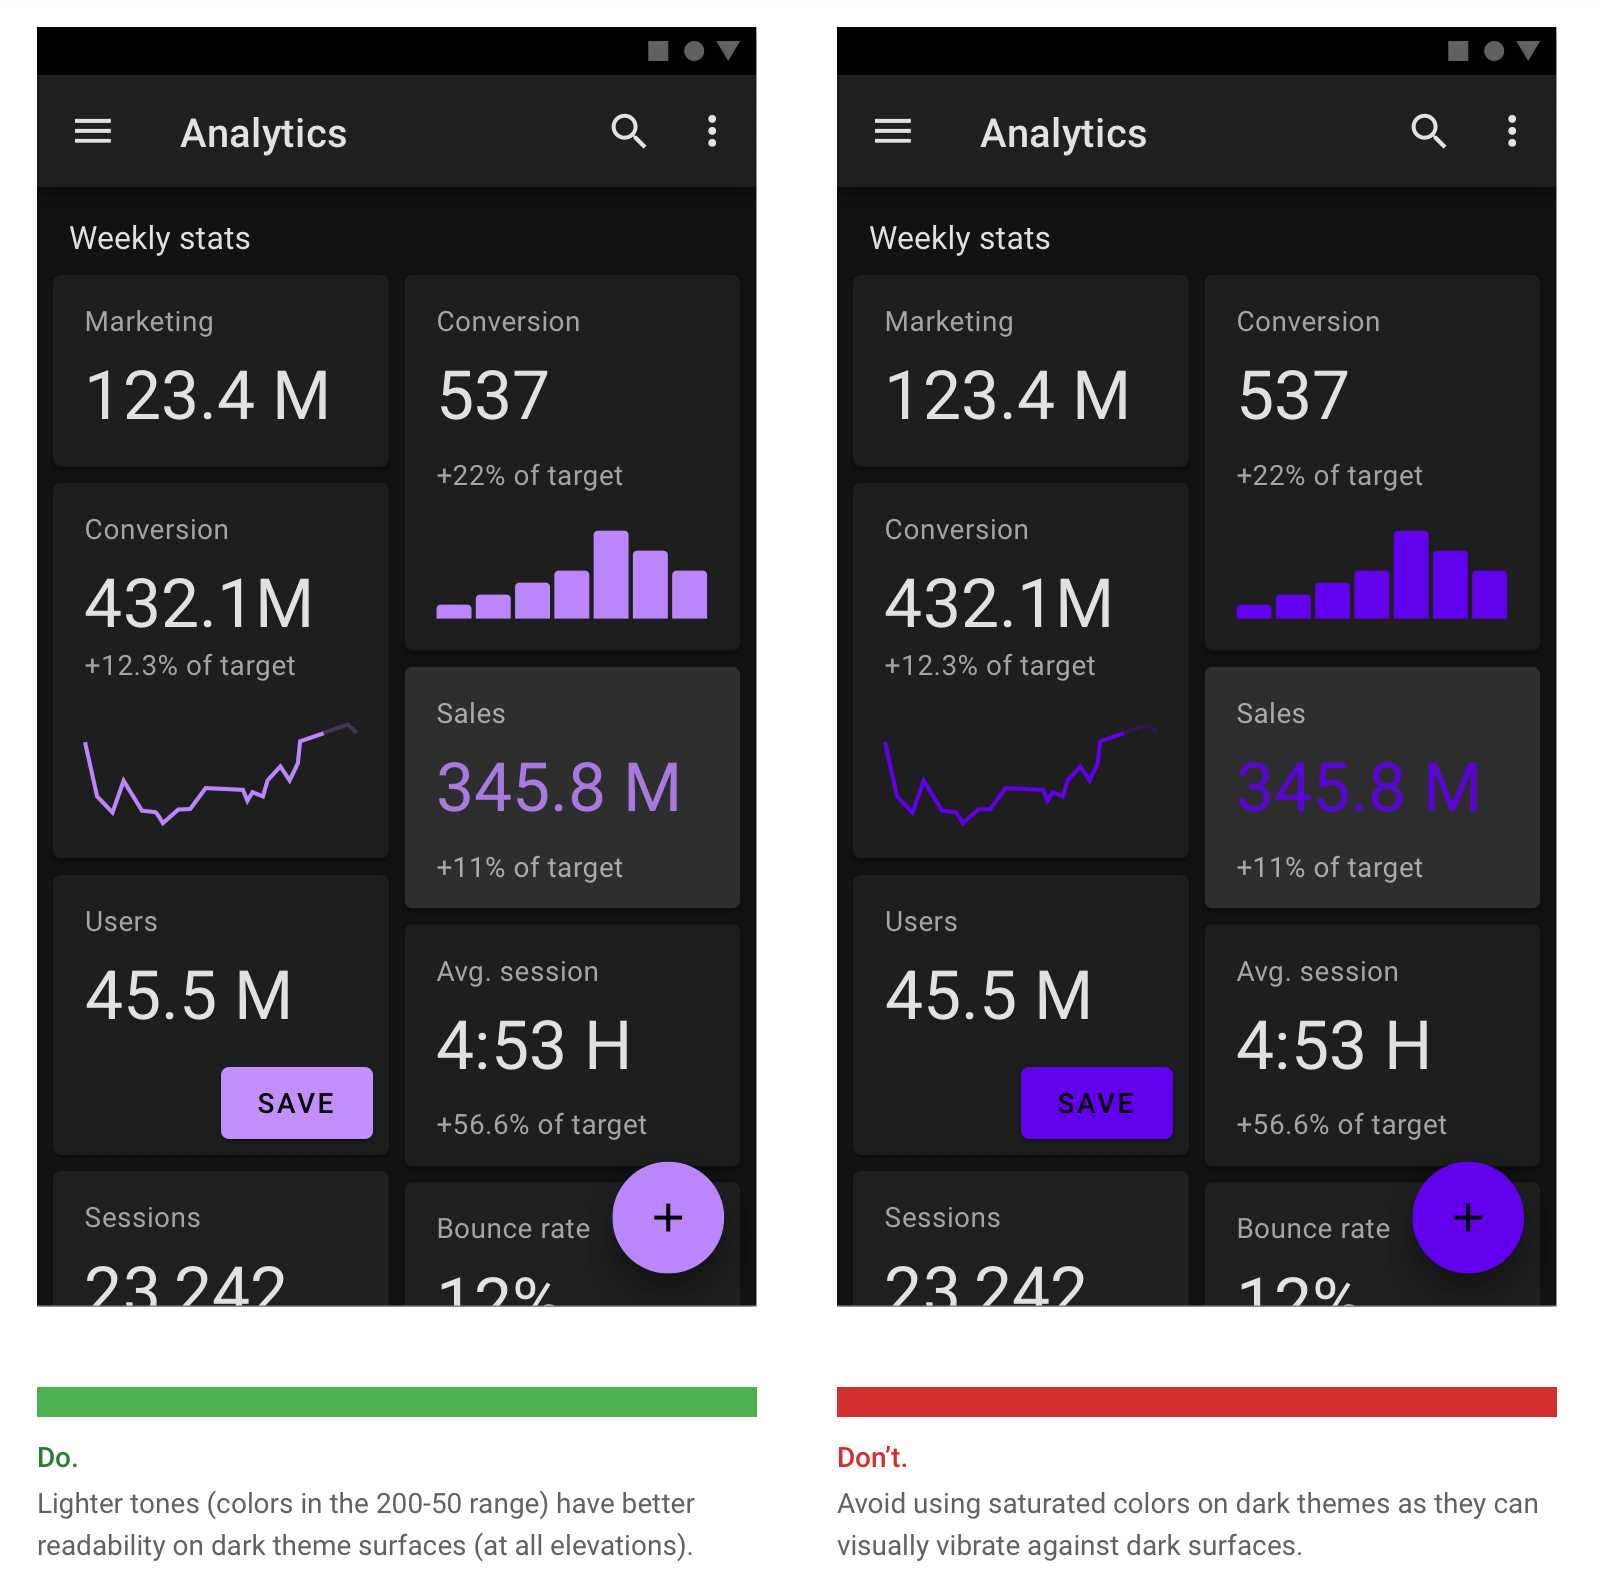 Analytics
Weekly stats
Marketing
123.4 M
Conversion
432.1M
+12.3% of target
Users
45.5 M
SAVE
Sessions
23,242
Conversion
537
+22% of target
Sales
345.8 M
+11% of target
Avg. session
4:53 H
+56.6% of target
Bounce rate
12%
Do.
Lighter tones (colors in the 200-50 range) have better
readability on dark theme surfaces (at all elevations).
Analytics
Weekly stats
Marketing
123.4 M
Conversion
432.1M
+12.3% of target
Users
45.5 M
SAVE
Sessions
23,242
Conversion
537
+22% of target
Sales
345.8 M
+11% of target
Avg. session
4:53 H
+56.6% of target
Bounce rate
12%
Don’t.
Avoid using saturated colors on dark themes as they can
visually vibrate against dark surfaces.